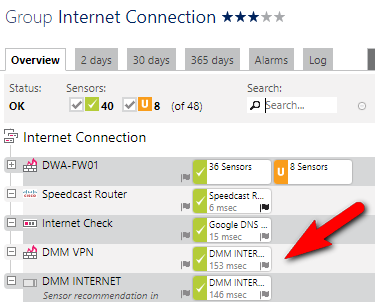 Group Internet Connection
Overview 2 days 30 days 365 days Alarms Log
Status: Sensors: Search:
OK 40 U 8 (of 48) Search...
Internet Connection
DWA-FW01 36 Sensors U 8 Sensors
Speedcast Router Speedcast R...
6 msec
Internet Check Google DNS ...
15 msec
DMM VPN DMM INTER...
153 msec
DMM INTERNET DMM INTER...
Sensor recommendation in 146 msec